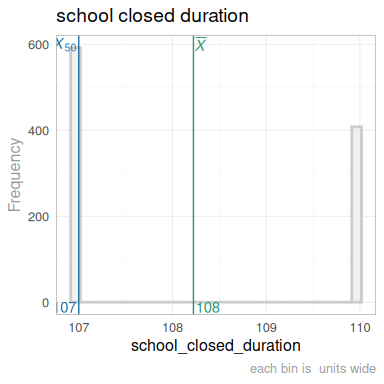 school closed duration
600
400
200
0
Frequency
X50
X̅
107
108
107
108
109
110
school_closed_duration
each bin is  units wide